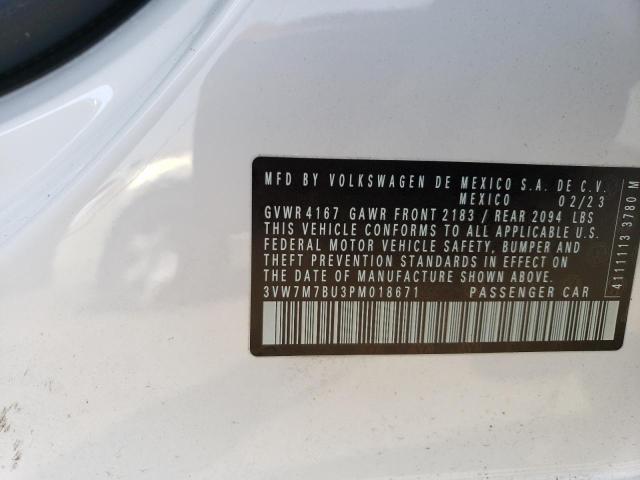 MFD BY VOLKSWAGEN DE MEXICO S.A. DE C.V.
MEXICO 02/23
GVWR 4167 GAWR FRONT 2183 / REAR 2094 LBS
THIS VEHICLE CONFORMS TO ALL APPLICABLE U.S.
FEDERAL MOTOR VEHICLE SAFETY, BUMPER AND
THEFT PREVENTION STANDARDS IN EFFECT ON
THE DATE OF MANUFACTURE SHOWN ABOVE.
3VW7M7BU3PM018671 PASSENGER CAR
4111113 3780 M